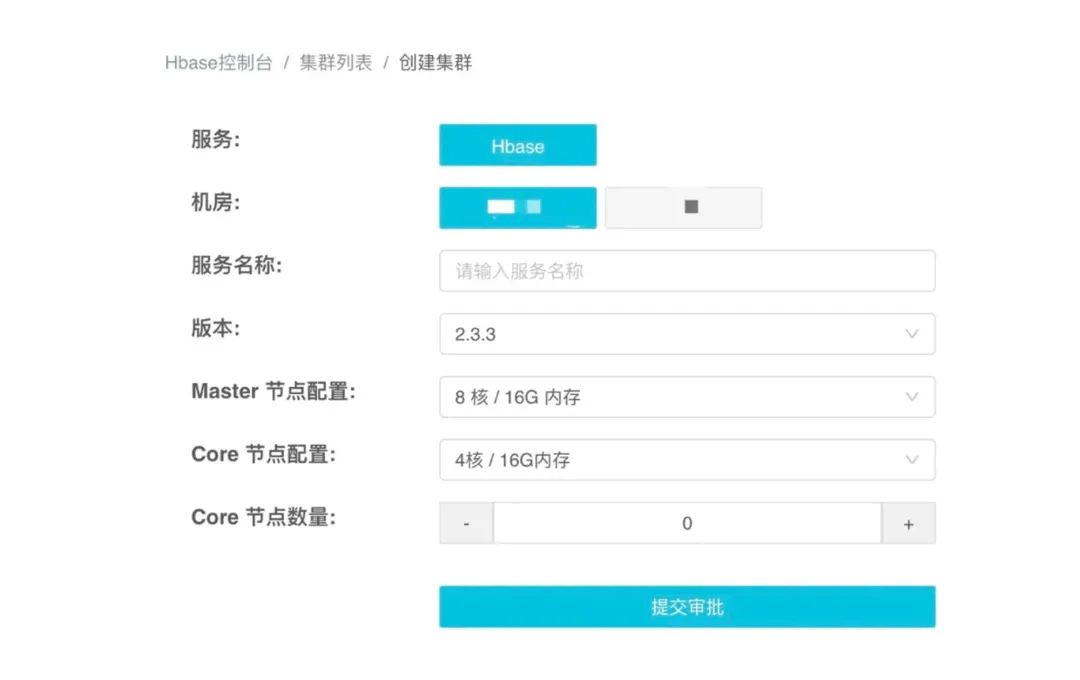 Hbase控制台 / 集群列表 / 创建集群
服务: Hbase
机房:
服务名称: 请输入服务名称
版本: 2.3.3
Master 节点配置: 8 核 / 16G 内存
Core 节点配置: 4核 / 16G内存
Core 节点数量: - 0 +
提交审批